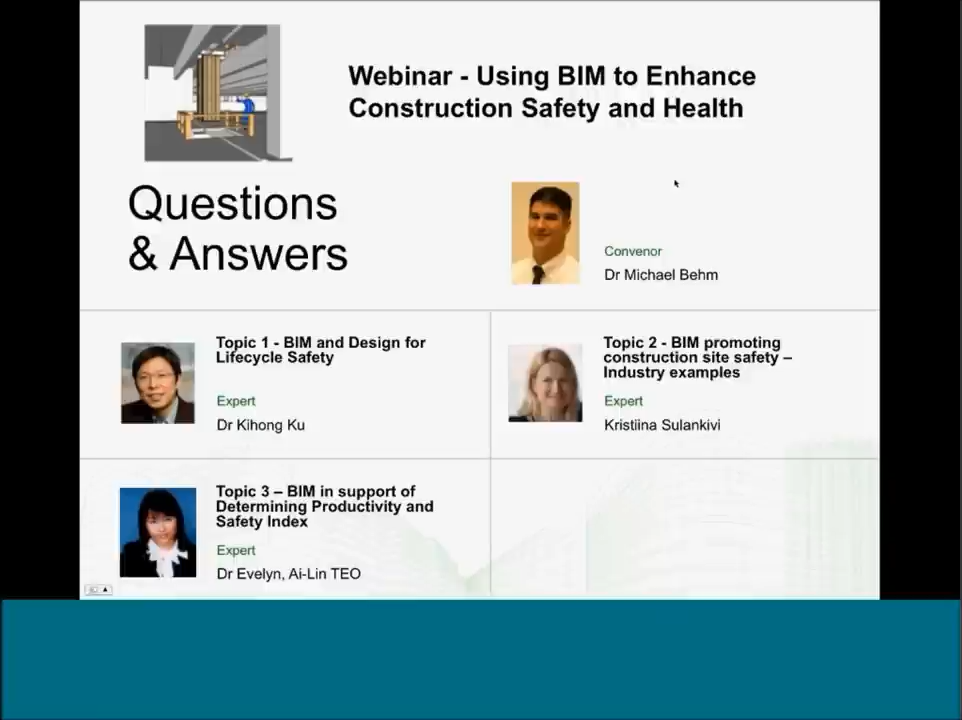 Webinar - Using BIM to Enhance
Construction Safety and Health
Questions
& Answers
Convenor
Dr Michael Behm
Topic 1 - BIM and Design for
Lifecycle Safety
Expert
Dr Kihong Ku
Topic 2 - BIM promoting
construction site safety –
Industry examples
Expert
Kristiina Sulankivi
Topic 3 – BIM in support of
Determining Productivity and
Safety Index
Expert
Dr Evelyn, Ai-Lin TEO